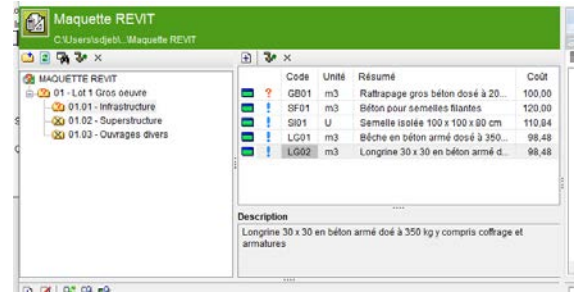 Maquette REVIT
C:\Users\sdjeb\...Maquette REVIT
MAQUETTE REVIT
01 - Lot 1 Gros oeuvre
01.01 - Infrastructure
01.02 - Superstructure
01.03 - Ouvrages divers
Code Unité Résumé Coût
GB01 m3 Rattrapage gros béton dosé à 20... 100,00
SF01 m3 Béton pour semelles filantes 120,00
SI01 U Semelle isolée 100 x 100 x 80 cm 110,84
LG01 m3 Bêche en béton armé dosé à 350... 98,48
LG02 m3 Longrine 30 x 30 en béton armé d... 98,48
Description
Longrine 30 x 30 en béton armé doé à 350 kg y compris coffrage et
armatures